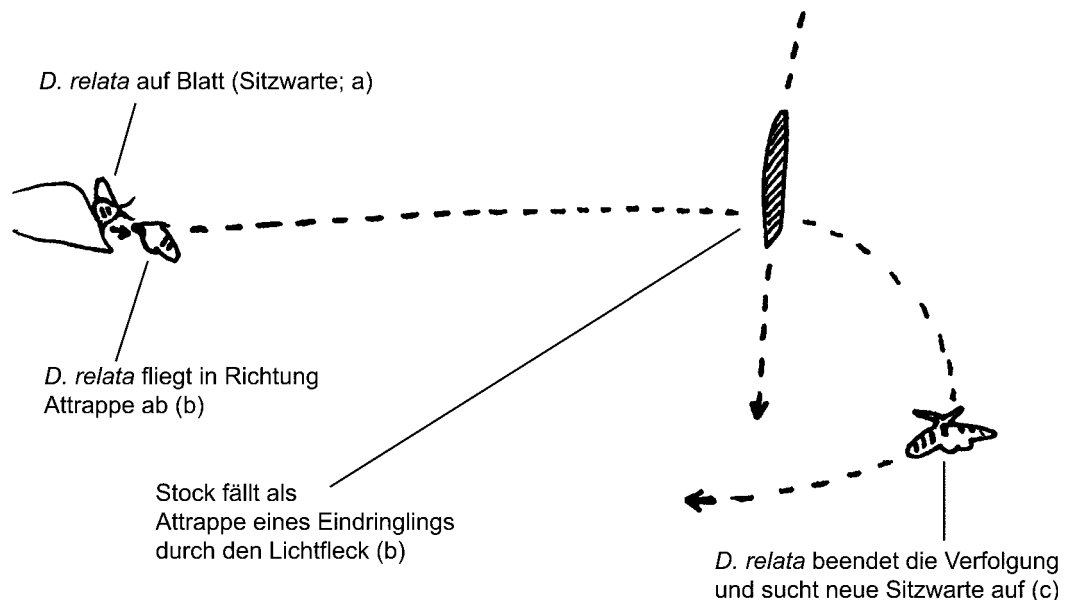 D. relata auf Blatt (Sitzwarte; a)
D. relata fliegt in Richtung
Attrappe ab (b)
Stock fällt als
Attrappe eines Eindringlings
durch den Lichtfleck (b)
D. relata beendet die Verfolgung
und sucht neue Sitzwarte auf (c)